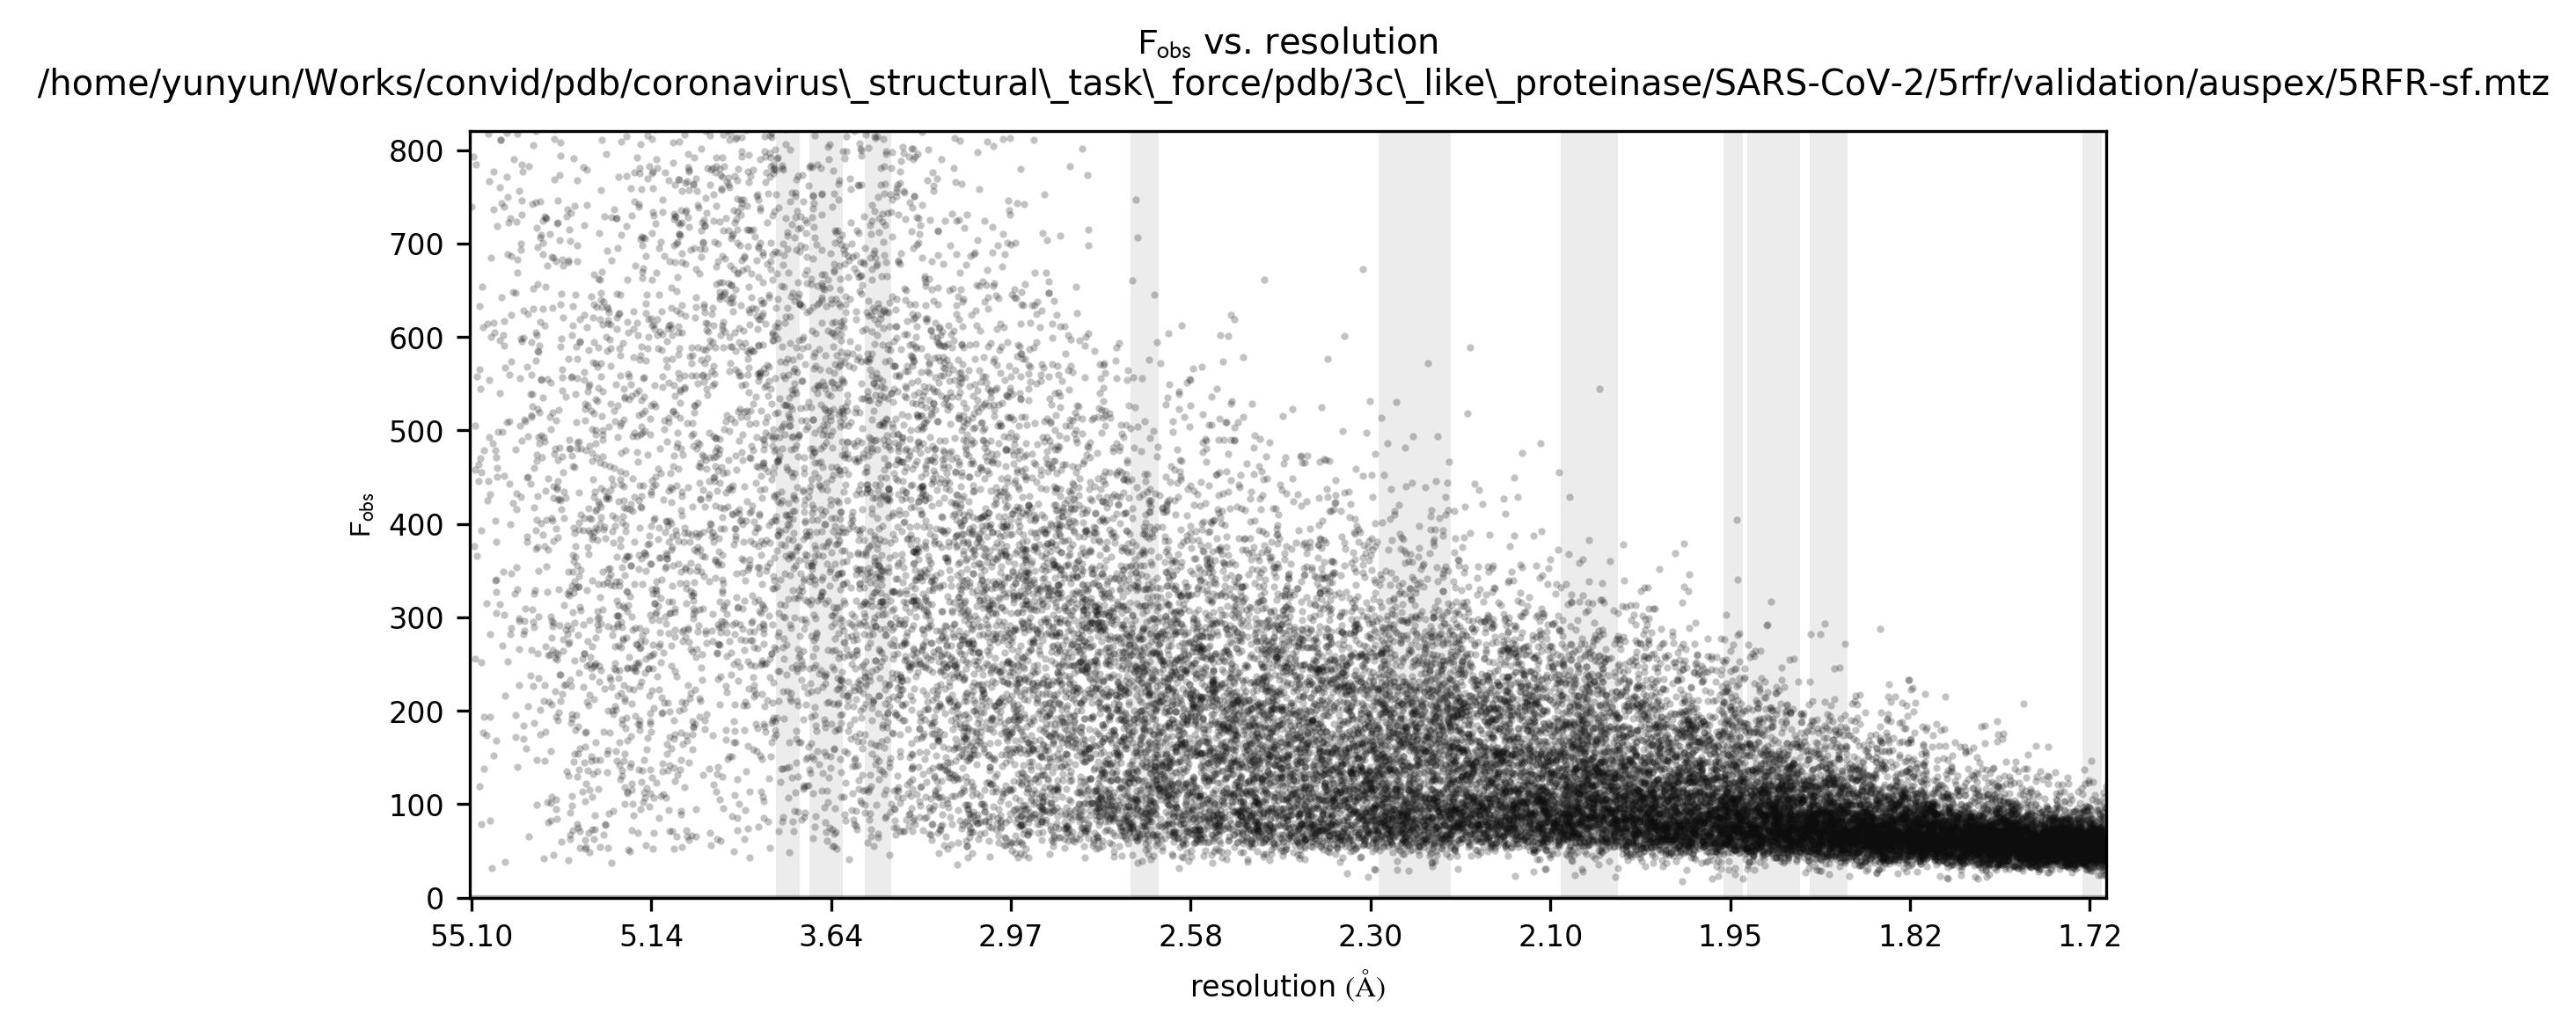 F_obs vs. resolution
/home/yunyun/Works/convid/pdb/coronavirus\_structural\_task\_force/pdb/3c\_like\_proteinase/SARS-CoV-2/5rfr/validation/auspex/5RFR-sf.mtz
800
700
600
500
400
300
200
100
0
F_obs
55.10 5.14 3.64 2.97 2.58 2.30 2.10 1.95 1.82 1.72
resolution (Å)